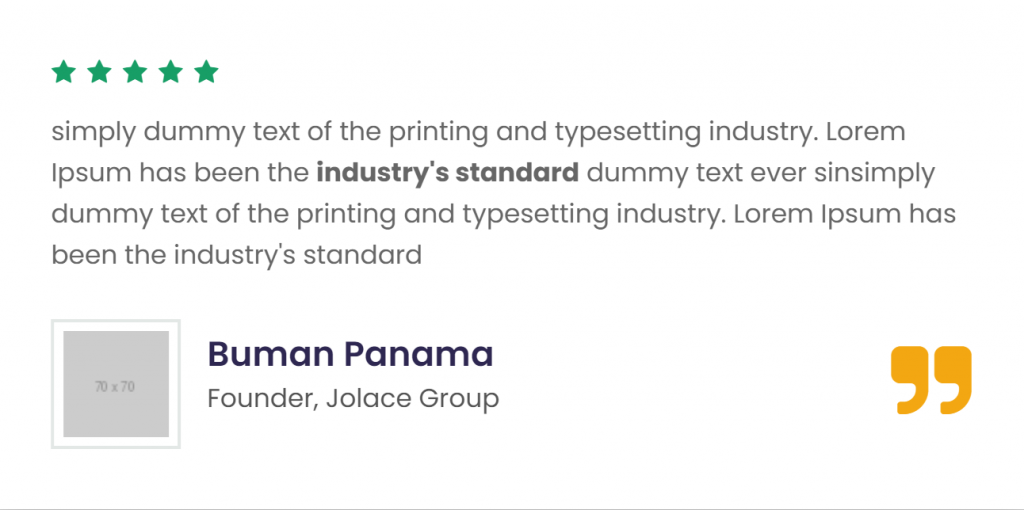 simply dummy text of the printing and typesetting industry. Lorem
Ipsum has been the industry's standard dummy text ever sinsimply
dummy text of the printing and typesetting industry. Lorem Ipsum has
been the industry's standard
70 x 70
Buman Panama
Founder, Jolace Group